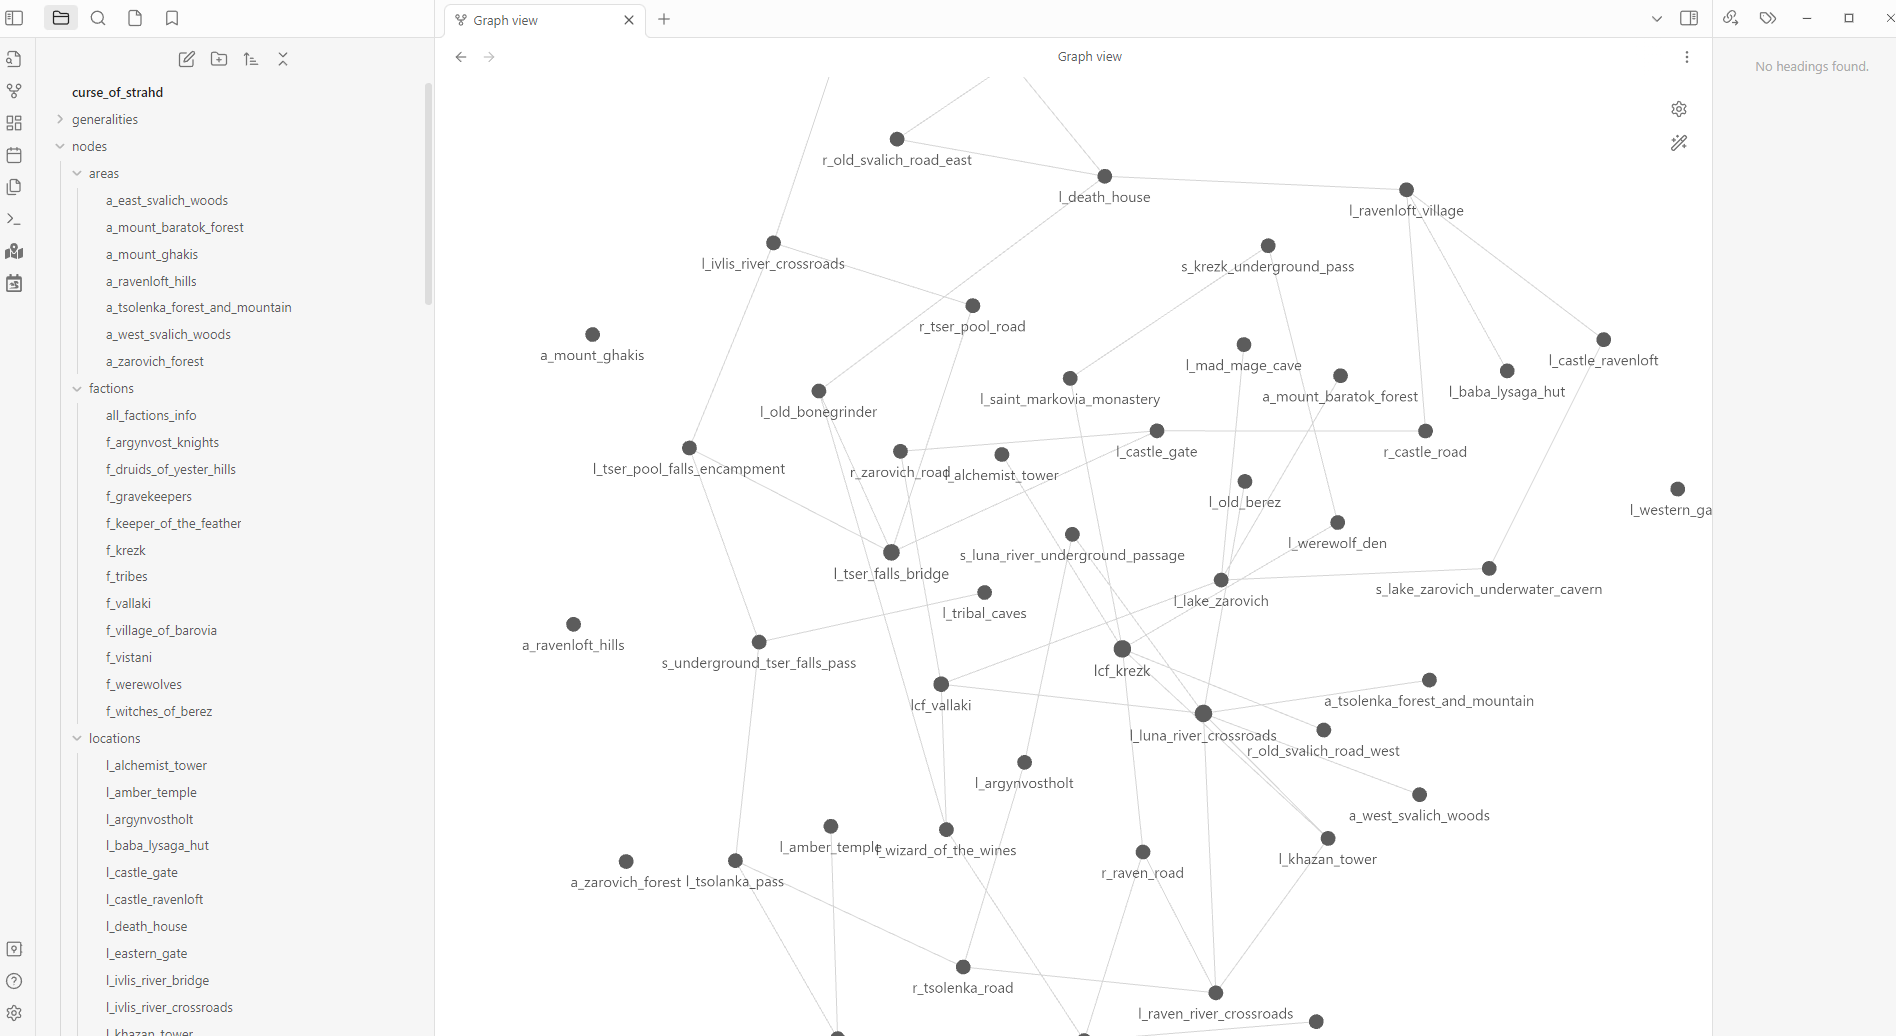 Graph view
Graph view
No headings found.
curse_of_strahd
generalities
nodes
areas
a_east_svalich_woods
a_mount_baratok_forest
a_mount_ghakis
a_ravenloft_hills
a_tsolenka_forest_and_mountain
a_west_svalich_woods
a_zarovich_forest
factions
all_factions_info
f_argynvost_knights
f_druids_of_yester_hills
f_gravekeepers
f_keeper_of_the_feather
f_krezk
f_tribes
f_vallaki
f_village_of_barovia
f_vistani
f_werewolves
f_witches_of_berez
locations
l_alchemist_tower
l_amber_temple
l_argynvostholt
l_baba_lysaga_hut
l_castle_gate
l_castle_ravenloft
l_death_house
l_eastern_gate
l_ivlis_river_bridge
l_ivlis_river_crossroads
l_khazan_tower
r_old_svalich_road_east
l_death_house
l_ravenloft_village
l_ivlis_river_crossroads
s_krezk_underground_pass
r_tser_pool_road
a_mount_ghakis
l_mad_mage_cave
l_castle_ravenloft
l_baba_lysaga_hut
a_mount_baratok_forest
l_saint_markovia_monastery
l_old_bonegrinder
l_castle_gate
r_castle_road
l_tser_pool_falls_encampment
r_zarovich_road
l_alchemist_tower
l_old_berez
l_western_ga
l_werewolf_den
s_luna_river_underground_passage
l_tser_falls_bridge
s_lake_zarovich_underwater_cavern
l_lake_zarovich
l_tribal_caves
a_ravenloft_hills
s_underground_tser_falls_pass
lcf_krezk
lcf_vallaki
a_tsolenka_forest_and_mountain
l_luna_river_crossroads
r_old_svalich_road_west
l_argynvostholt
a_west_svalich_woods
l_amber_temple
l_wizard_of_the_wines
l_khazan_tower
r_raven_road
a_zarovich_forest
l_tsolanka_pass
r_tsolenka_road
l_raven_river_crossroads